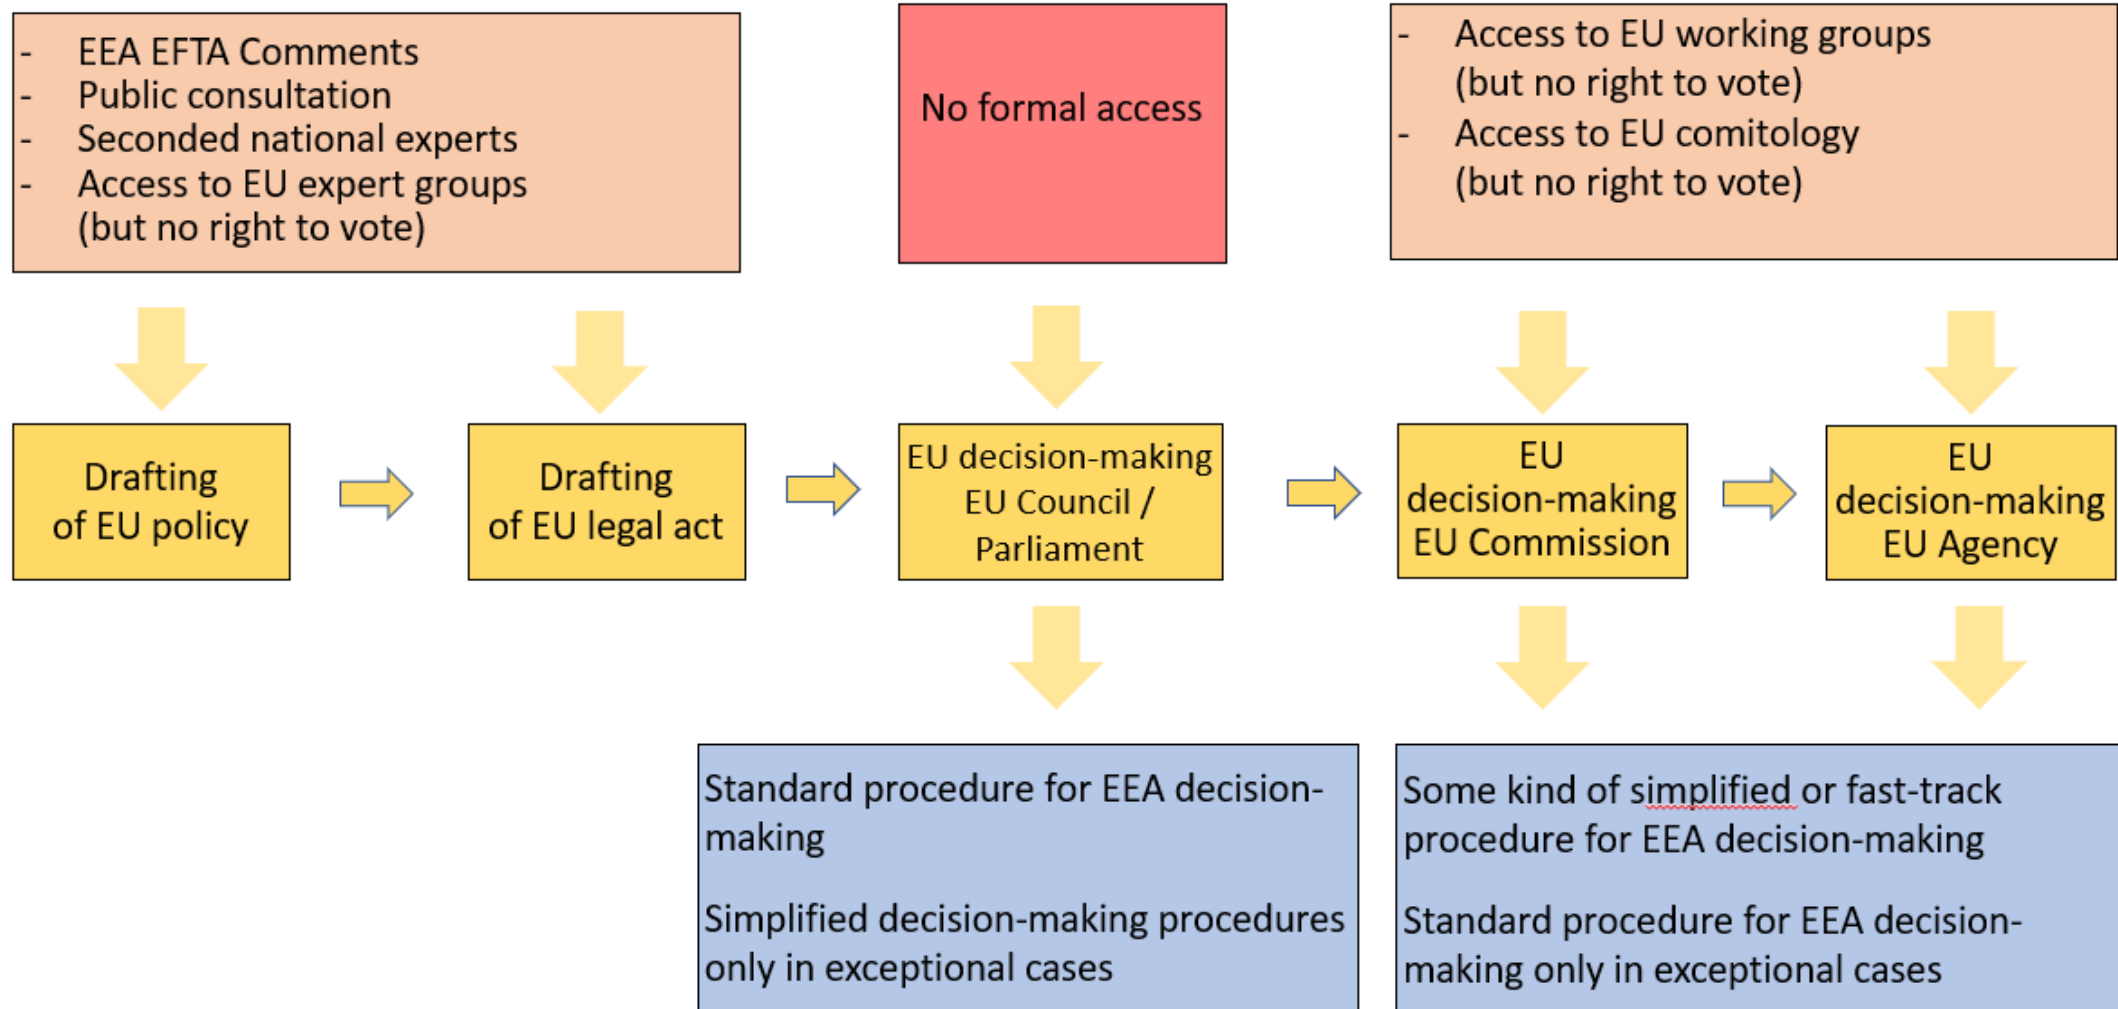 - EEA EFTA Comments
- Public consultation
- Seconded national experts
- Access to EU expert groups
(but no right to vote)
No formal access
- Access to EU working groups
(but no right to vote)
- Access to EU comitology
(but no right to vote)
Drafting
of EU policy
Drafting
of EU legal act
EU decision-making
EU Council /
Parliament
EU
decision-making
EU Commission
EU
decision-making
EU Agency
Standard procedure for EEA decision-
making
Simplified decision-making procedures
only in exceptional cases
Some kind of simplified or fast-track
procedure for EEA decision-making
Standard procedure for EEA decision-
making only in exceptional cases